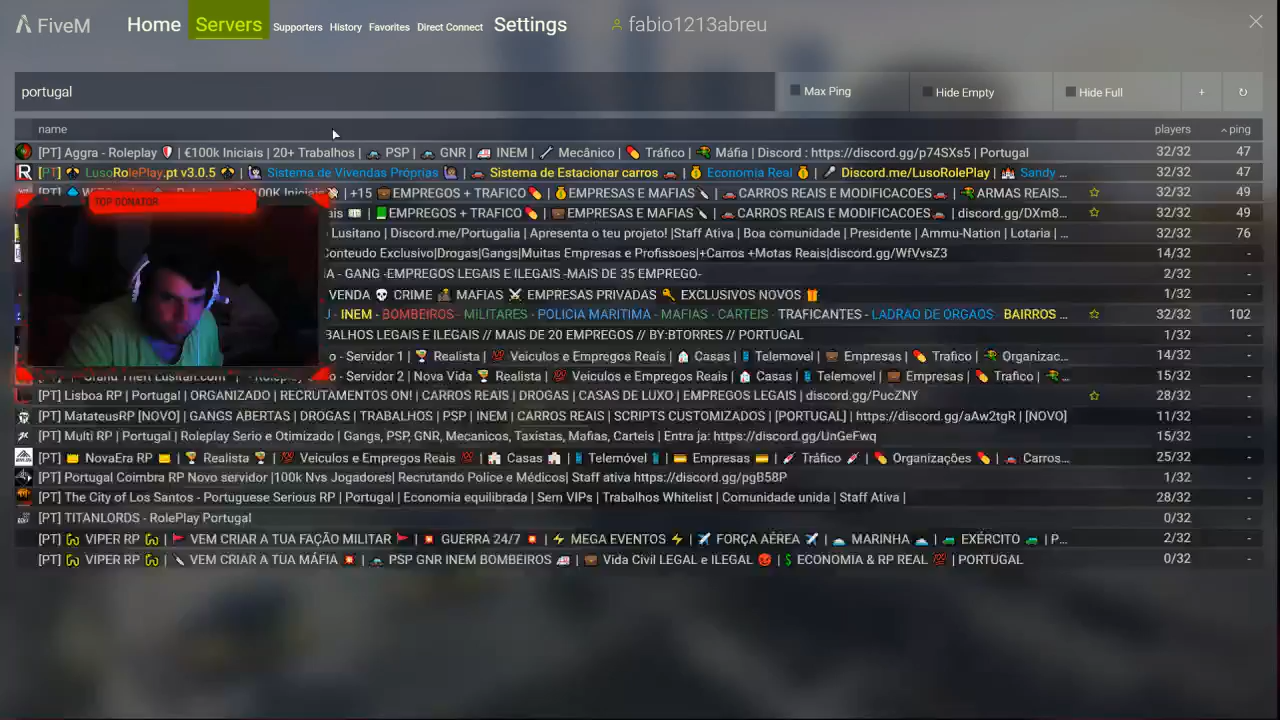 FiveM Home Servers Supporters History Favorites Direct Connect Settings fabio1213abreu
portugal Max Ping Hide Empty Hide Full +
name players ping
[PT] Aggra - Roleplay | €100k Iniciais | 20+ Trabalhos | PSP | GNR | INEM | Mecânico | Tráfico | Máfia | Discord : https://discord.gg/p74SXs5 | Portugal 32/32 47
[PT] LusoRolePlay.pt v3.0.5 | Sistema de Vivendas Próprias | Sistema de Estacionar carros | Economia Real | Discord.me/LusoRolePlay | Sandy ... 32/32 47
100K Iniciais | +15 EMPREGOS + TRAFICO | EMPRESAS E MAFIAS | CARROS REAIS E MODIFICACOES | ARMAS REAIS... 32/32 49
TOP DONATOR
EMPREGOS + TRAFICO | EMPRESAS E MAFIAS | CARROS REAIS E MODIFICACOES | discord.gg/DXm8... 32/32 49
Lusitano | Discord.me/Portugalia | Apresenta o teu projeto! |Staff Ativa | Boa comunidade | Presidente | Ammu-Nation | Lotaria | ... 32/32 76
Conteudo Exclusivo|Drogas|Gangs|Muitas Empresas e Profissoes|+Carros +Motas Reais|discord.gg/WfVvsZ3 14/32 -
- GANG -EMPREGOS LEGAIS E ILEGAIS -MAIS DE 35 EMPREGO- 2/32 -
VENDA CRIME MAFIAS EMPRESAS PRIVADAS EXCLUSIVOS NOVOS 1/32 -
- INEM - BOMBEIROS - MILITARES - POLICIA MARITIMA - MAFIAS - CARTEIS - TRAFICANTES - LADRAO DE ORGAOS - BAIRROS ... 32/32 102
LEGAIS E ILEGAIS // MAIS DE 20 EMPREGOS // BY:BTORRES // PORTUGAL 1/32 -
- Servidor 1 | Realista | Veiculos e Empregos Reais | Casas | Telemovel | Empresas | Trafico | Organizac... 14/32 -
Grand Theft Lusitan.com - Servidor 2 | Nova Vida Realista | Veiculos e Empregos Reais | Casas | Telemovel | Empresas | Trafico | ... 15/32 -
[PT] Lisboa RP | Portugal | ORGANIZADO | RECRUTAMENTOS ON! | CARROS REAIS | DROGAS | CASAS DE LUXO | EMPREGOS LEGAIS | discord.gg/PucZNY 28/32 -
[PT] MatateusRP [NOVO] | GANGS ABERTAS | DROGAS | TRABALHOS | PSP | INEM | CARROS REAIS | SCRIPTS CUSTOMIZADOS | [PORTUGAL] | https://discord.gg/aAw2tgR | [NOVO] 11/32 -
[PT] Multi RP | Portugal | Roleplay Serio e Otimizado | Gangs, PSP, GNR, Mecanicos, Taxistas, Mafias, Carteis | Entra ja: https://discord.gg/UnGeFwq 15/32 -
[PT] NovaEra RP | Realista | Veiculos e Empregos Reais | Casas | Telemóvel | Empresas | Tráfico | Organizações | Carros... 25/32 -
[PT] Portugal Coimbra RP Novo servidor |100k Nvs Jogadores| Recrutando Police e Médicos| Staff ativa https://discord.gg/pgB58P 1/32 -
[PT] The City of Los Santos - Portuguese Serious RP | Portugal | Economia equilibrada | Sem VIPs | Trabalhos Whitelist | Comunidade unida | Staff Ativa | 28/32 -
[PT] TITANLORDS - RolePlay Portugal 0/32 -
[PT] VIPER RP | VEM CRIAR A TUA FAÇÃO MILITAR | GUERRA 24/7 | MEGA EVENTOS | FORÇA AÉREA | MARINHA | EXÉRCITO | P... 2/32 -
[PT] VIPER RP | VEM CRIAR A TUA MÁFIA | PSP GNR INEM BOMBEIROS | Vida Civil LEGAL e ILEGAL | ECONOMIA & RP REAL | PORTUGAL 0/32 -